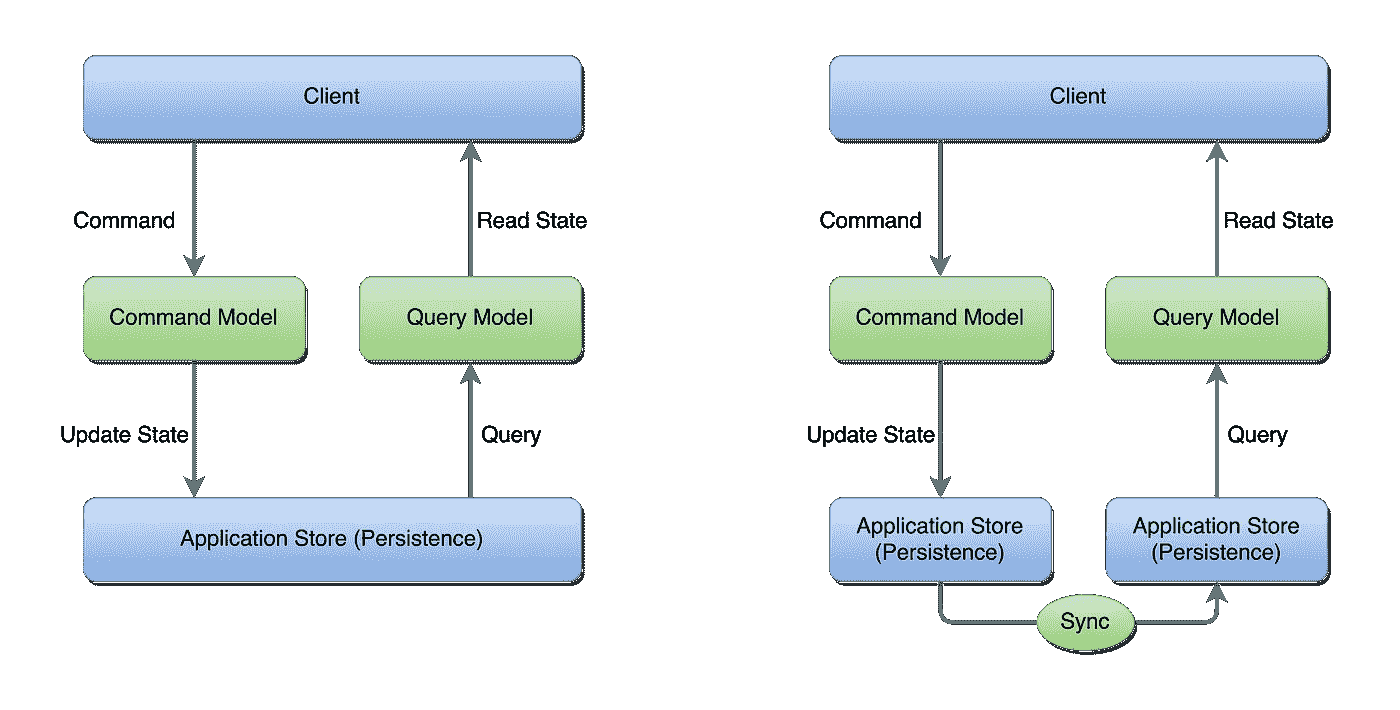 Client
Command
Read State
Command Model
Query Model
Update State
Query
Application Store (Persistence)
Client
Command
Read State
Command Model
Query Model
Update State
Query
Application Store
(Persistence)
Application Store
(Persistence)
Sync